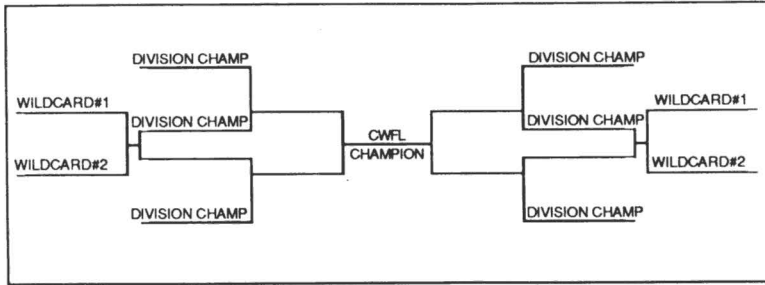 DIVISION CHAMP
DIVISION CHAMP
WILDCARD#1
WILDCARD#1
DIVISION CHAMP
DIVISION CHAMP
CWFL
CHAMPION
WILDCARD#2
WILDCARD#2
DIVISION CHAMP
DIVISION CHAMP